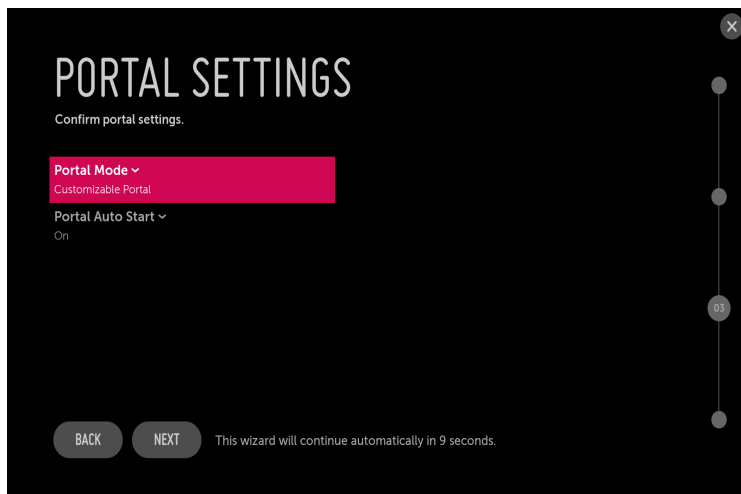 PORTAL SETTINGS
Confirm portal settings.
Portal Mode
Customizable Portal
Portal Auto Start
On
03
BACK NEXT This wizard will continue automatically in 9 seconds.